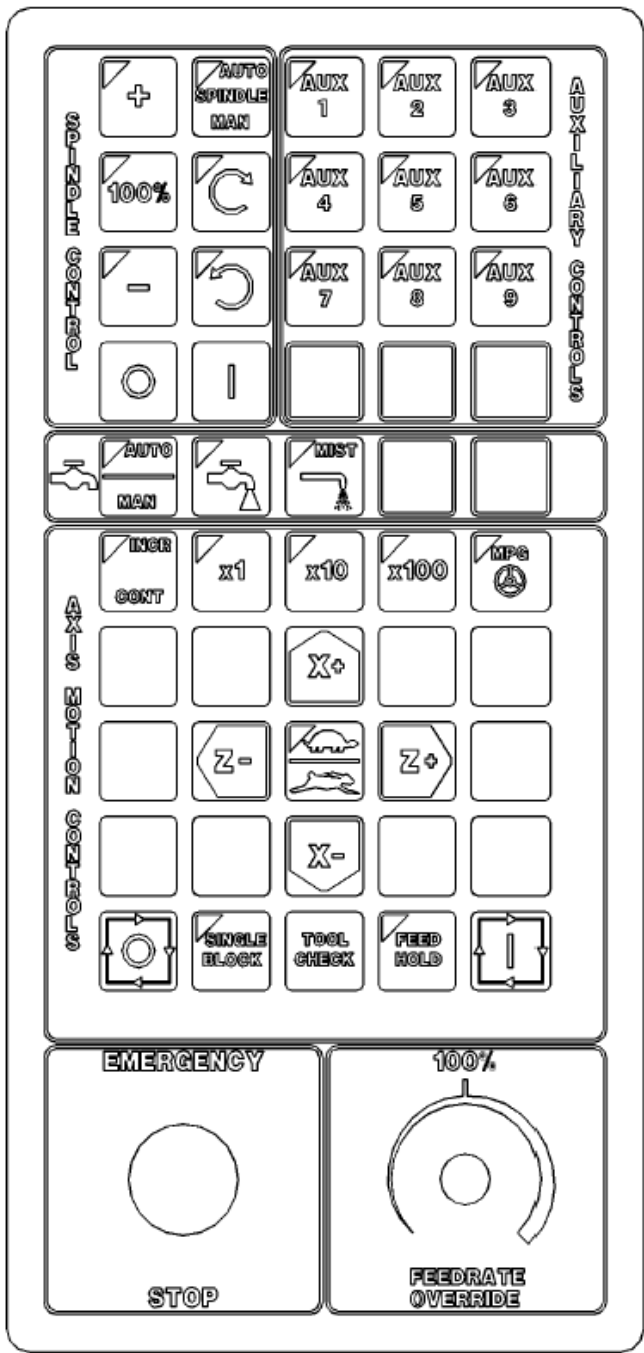 SPINDLE CONTROL
+
AUTO
SPINDLE
MAN
100%
-
O
I
AUX
1
AUX
2
AUX
3
AUX
4
AUX
5
AUX
6
AUX
7
AUX
8
AUX
9
AUXILIARY CONTROLS
AUTO
MAN
MIST
AXIS MOTION CONTROLS
INCR
CONT
x1
x10
x100
MPG
X+
Z-
Z+
X-
O
SINGLE
BLOCK
TOOL
CHECK
FEED
HOLD
I
EMERGENCY
STOP
100%
FEEDRATE
OVERRIDE